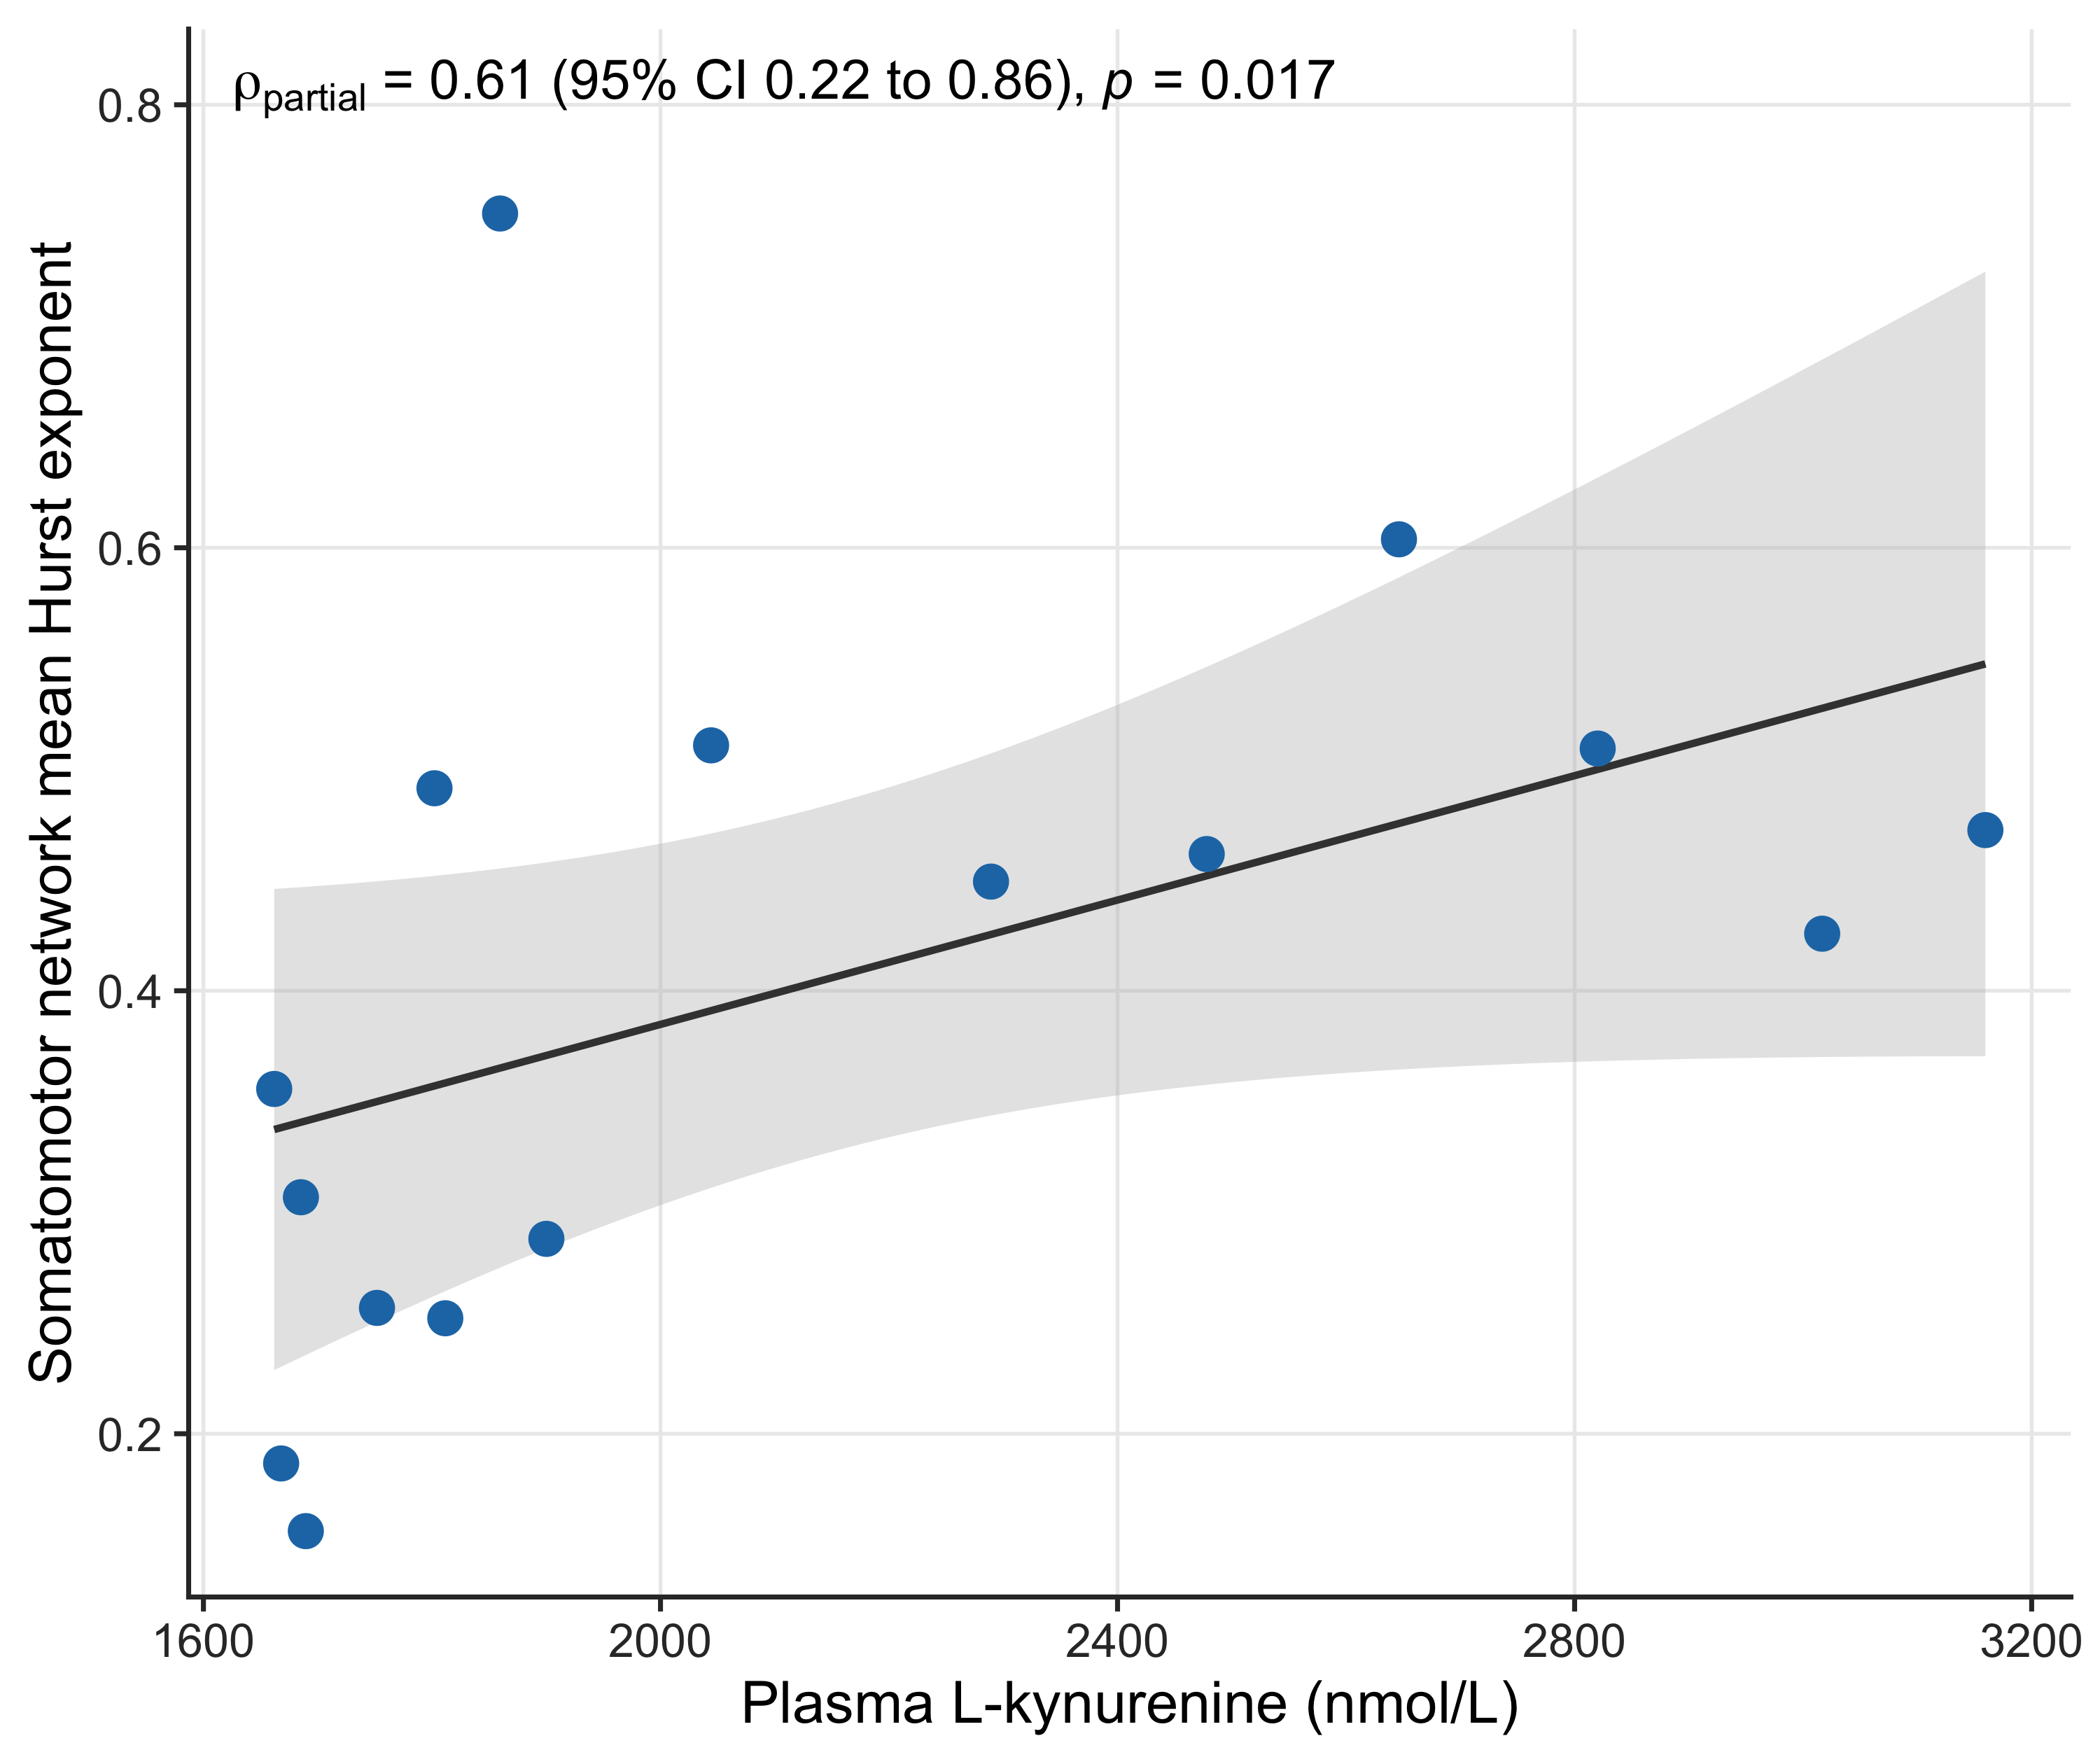 ρpartial = 0.61 (95% CI 0.22 to 0.86), p = 0.017
Somatomotor network mean Hurst exponent
0.8
0.6
0.4
0.2
1600 2000 2400 2800 3200
Plasma L-kynurenine (nmol/L)